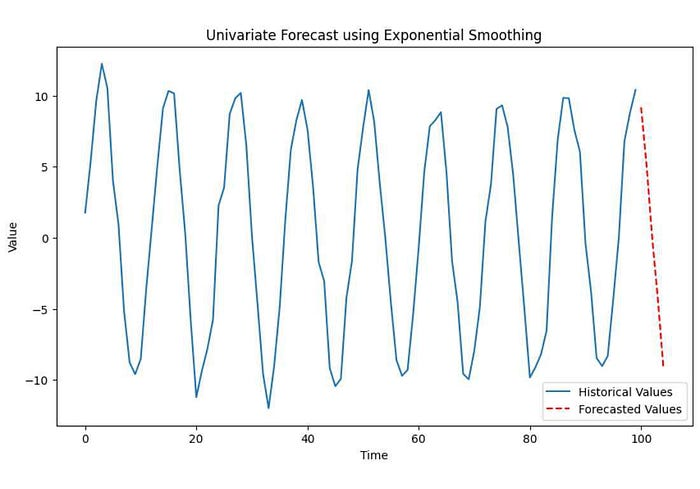 Univariate Forecast using Exponential Smoothing
10
5
0
−5
−10
Value
0
20
40
60
80
100
Time
Historical Values
Forecasted Values